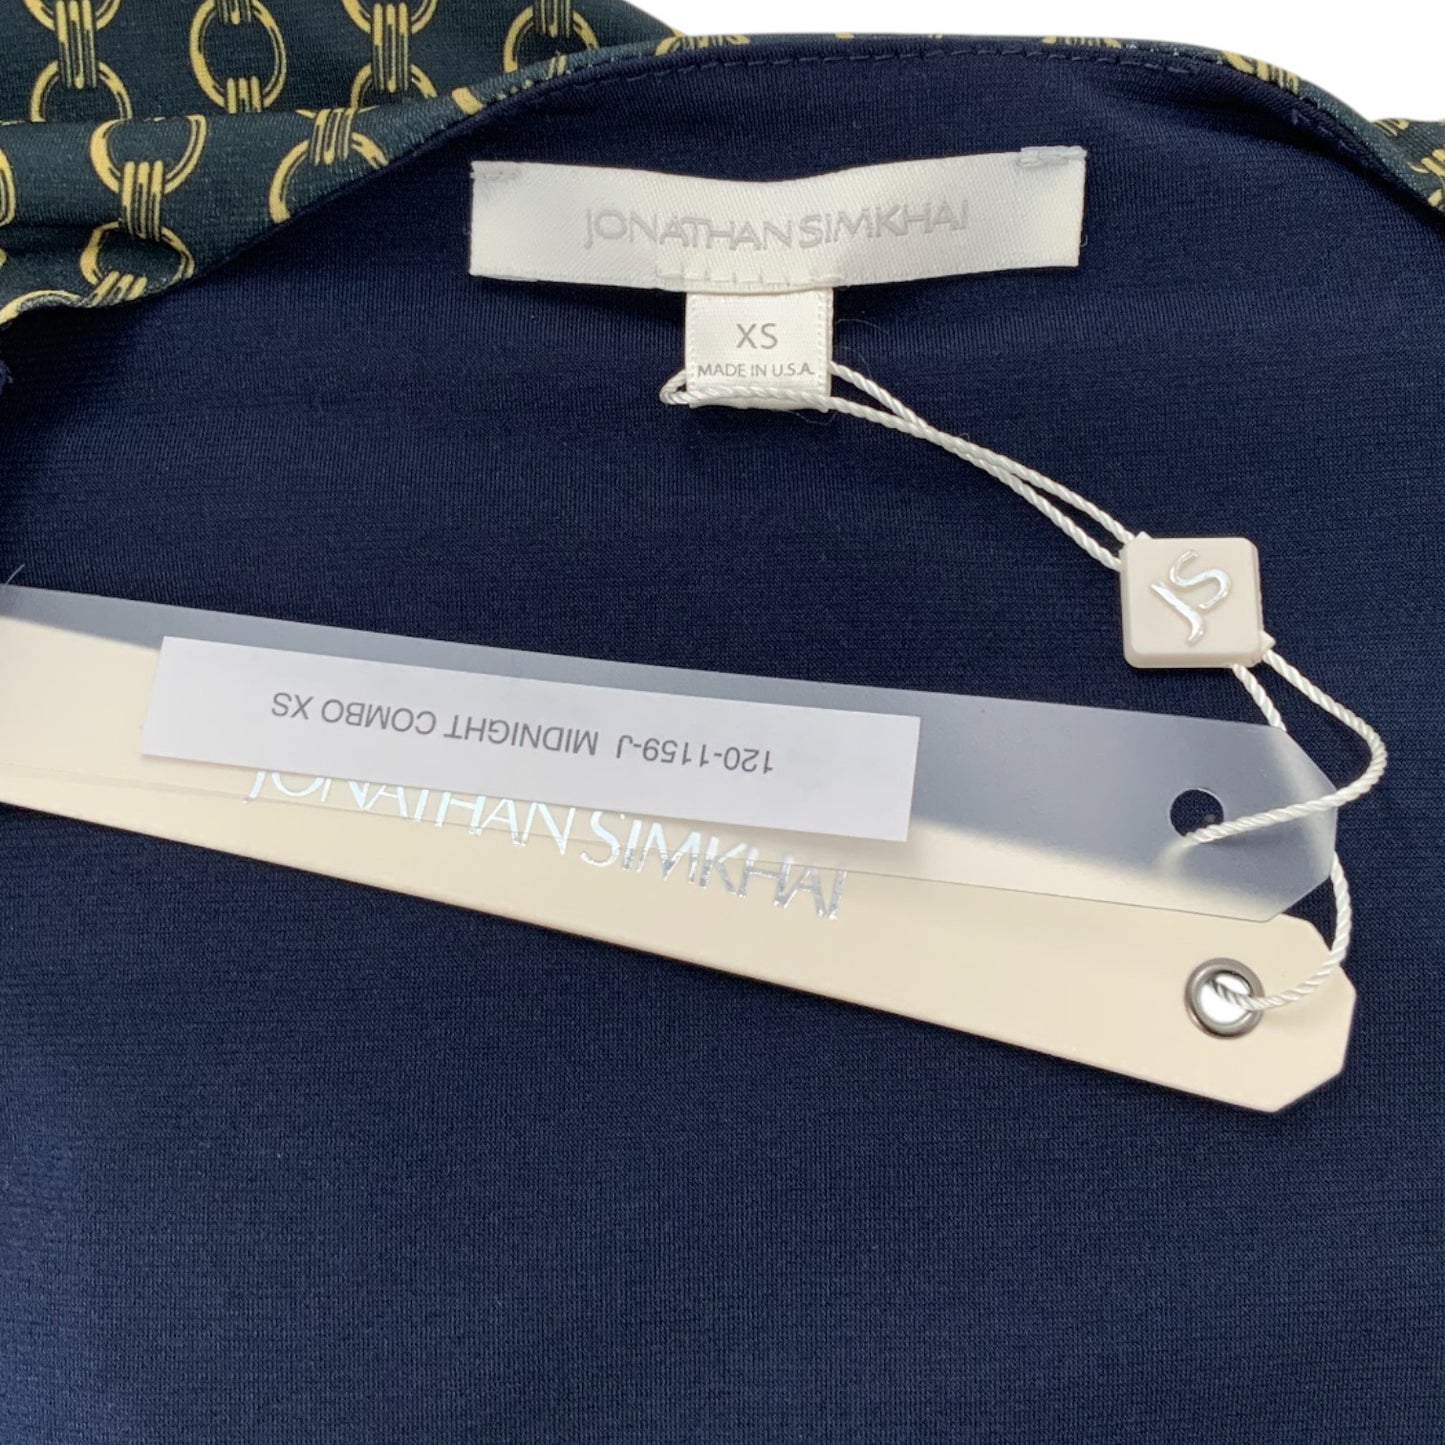 JONATHAN SIMKHAI
XS
MADE IN U.S.A.
JS
120-1159-J MIDNIGHT COMBO XS
JONATHAN SIMKHAI